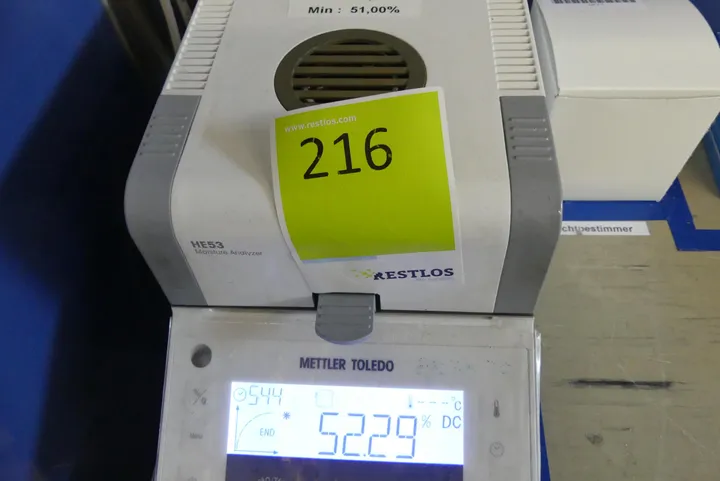 Min : 51,00%
www.restlos.com
216
RESTLOS
HE53
Moisture Analyzer
chtbestimmer
METTLER TOLEDO
5:44
---°C
END
52.29 % DC